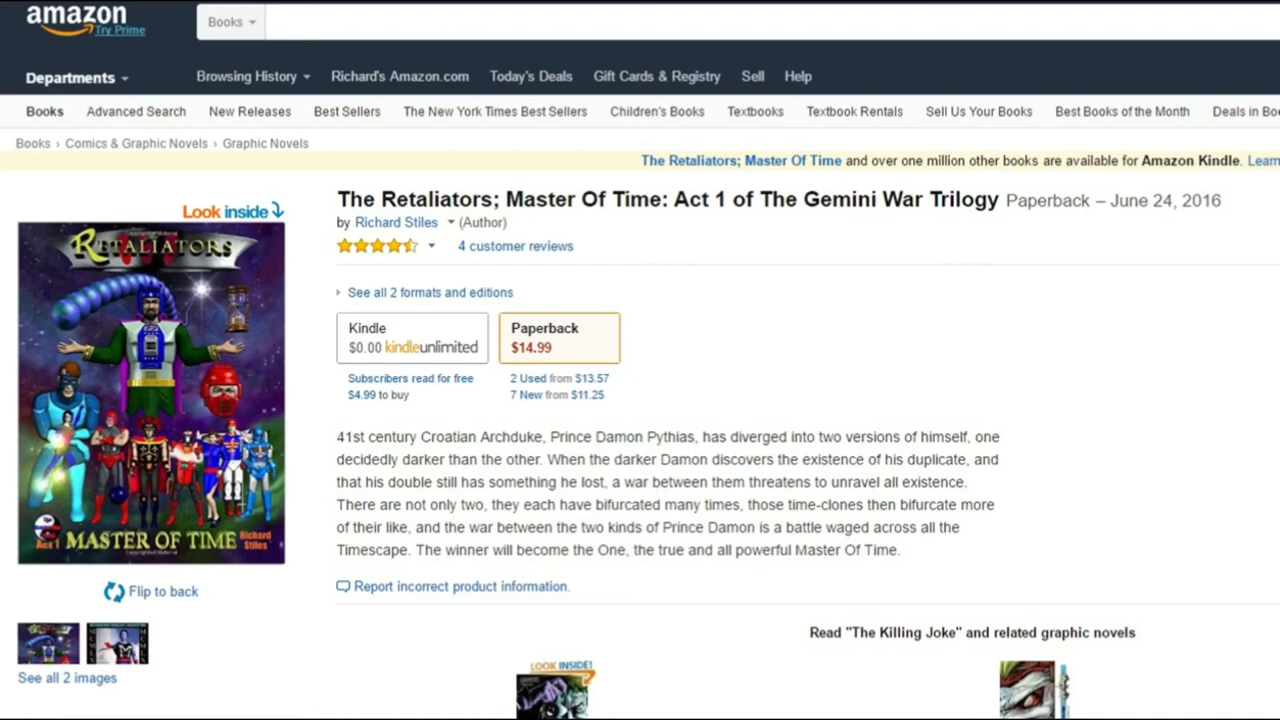 amazon
Try Prime
Books
Departments
Browsing History
Richard's Amazon.com
Today's Deals
Gift Cards & Registry
Sell
Help
Books
Advanced Search
New Releases
Best Sellers
The New York Times Best Sellers
Children's Books
Textbooks
Textbook Rentals
Sell Us Your Books
Best Books of the Month
Deals in Bo
Books › Comics & Graphic Novels › Graphic Novels
The Retaliators; Master Of Time and over one million other books are available for Amazon Kindle. Learn
Look inside
RETALIATORS
Act 1 MASTER OF TIME Richard Stiles
Flip to back
See all 2 images
The Retaliators; Master Of Time: Act 1 of The Gemini War Trilogy Paperback – June 24, 2016
by Richard Stiles (Author)
4 customer reviews
See all 2 formats and editions
Kindle
$0.00 kindleunlimited
Subscribers read for free
$4.99 to buy
Paperback
$14.99
2 Used from $13.57
7 New from $11.25
41st century Croatian Archduke, Prince Damon Pythias, has diverged into two versions of himself, one
decidedly darker than the other. When the darker Damon discovers the existence of his duplicate, and
that his double still has something he lost, a war between them threatens to unravel all existence.
There are not only two, they each have bifurcated many times, those time-clones then bifurcate more
of their like, and the war between the two kinds of Prince Damon is a battle waged across all the
Timescape. The winner will become the One, the true and all powerful Master Of Time.
Report incorrect product information.
Read "The Killing Joke" and related graphic novels
LOOK INSIDE!